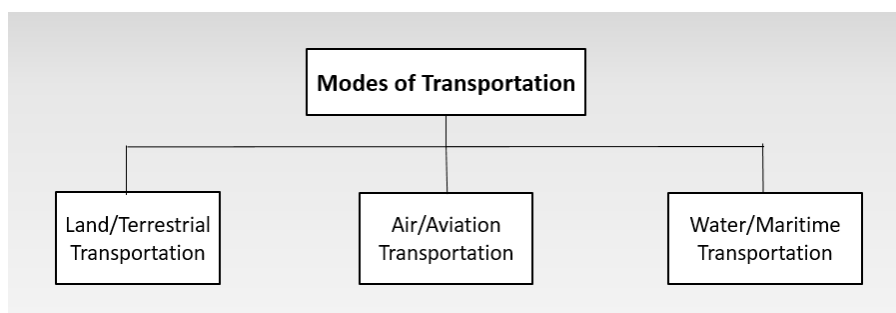 Modes of Transportation
Land/Terrestrial
Transportation
Air/Aviation
Transportation
Water/Maritime
Transportation